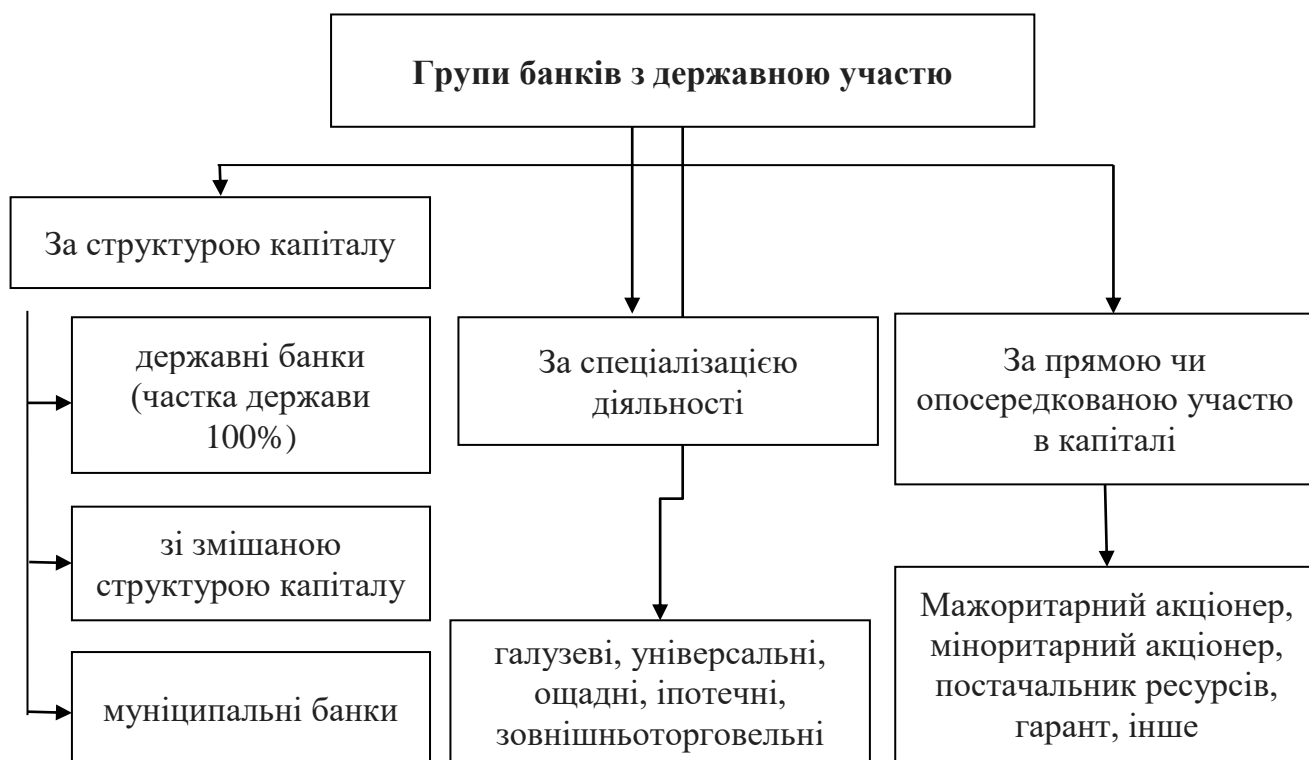 Групи банків з державною участю
За структурою капіталу
державні банки
(частка держави
100%)
зі змішаною
структурою капіталу
муніципальні банки
За спеціалізацією
діяльності
галузеві, універсальні,
ощадні, іпотечні,
зовнішньоторговельні
За прямою чи
опосередкованою участю
в капіталі
Мажоритарний акціонер,
міноритарний акціонер,
постачальник ресурсів,
гарант, інше